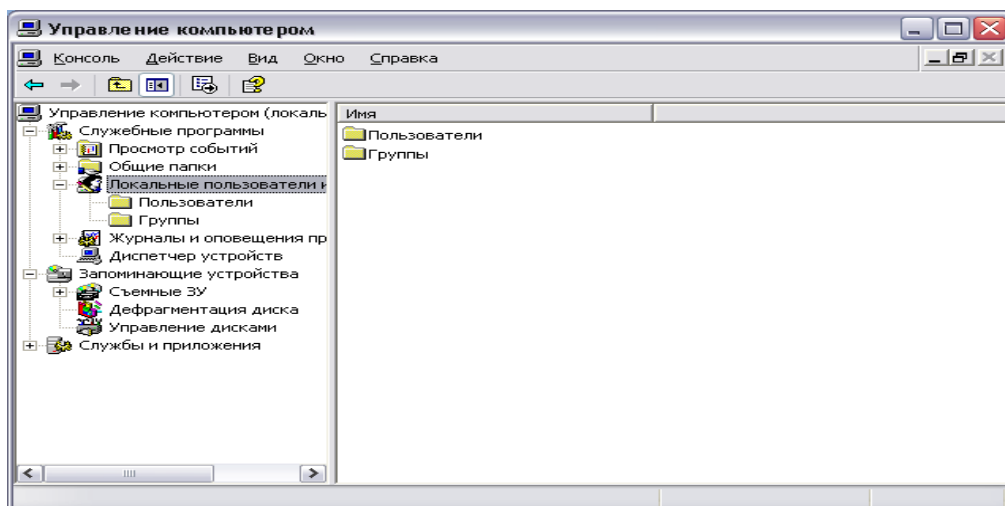 Управление компьютером
Консоль Действие Вид Окно Справка
Управление компьютером (локаль
Служебные программы
Просмотр событий
Общие папки
Локальные пользователи и
Пользователи
Группы
Журналы и оповещения пр
Диспетчер устройств
Запоминающие устройства
Съемные ЗУ
Дефрагментация диска
Управление дисками
Службы и приложения
Имя
Пользователи
Группы